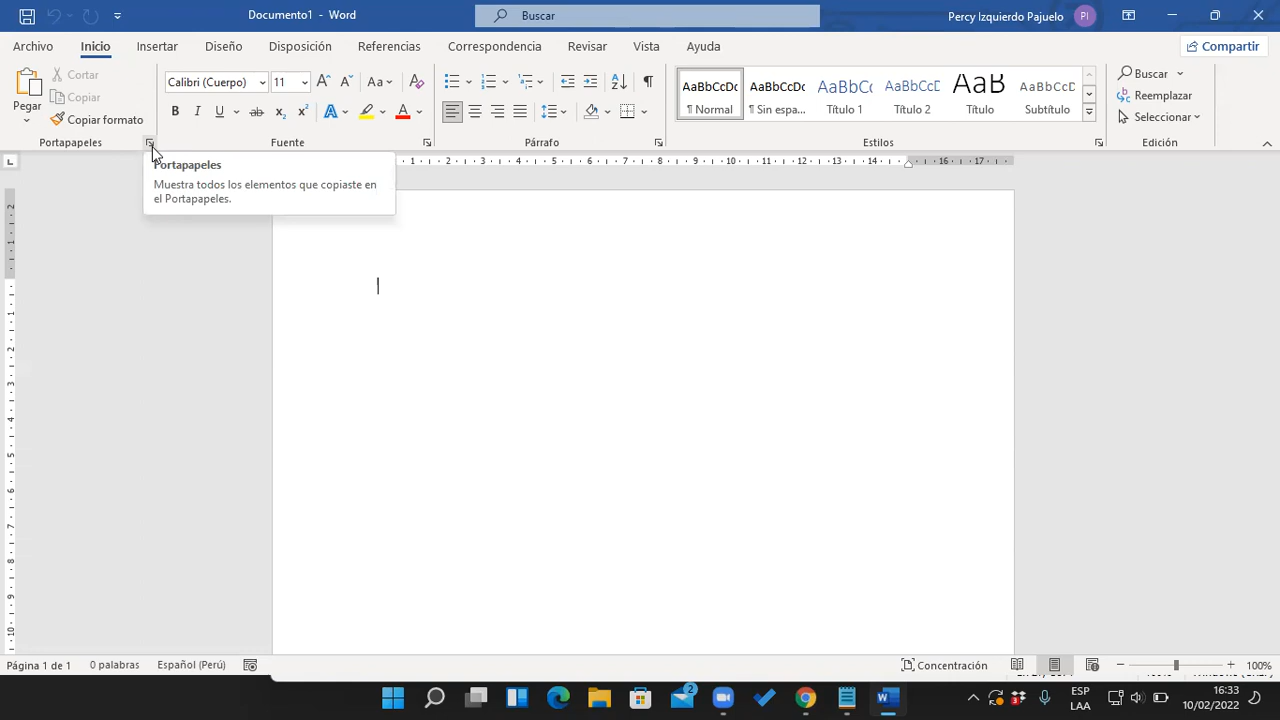 Documento1 - Word
Buscar
Percy Izquierdo Pajuelo
PI
Archivo
Inicio
Insertar
Diseño
Disposición
Referencias
Correspondencia
Revisar
Vista
Ayuda
Compartir
Pegar
Cortar
Copiar
Copiar formato
Portapapeles
Calibri (Cuerpo)
11
Fuente
Párrafo
AaBbCcDc
¶ Normal
AaBbCcDc
¶ Sin espa...
AaBbCc
Título 1
AaBbCcD
Título 2
AaB
Título
AaBbCcD
Subtítulo
Estilos
Buscar
Reemplazar
Seleccionar
Edición
Portapapeles
Muestra todos los elementos que copiaste en
el Portapapeles.
Página 1 de 1
0 palabras
Español (Perú)
Concentración
100%
2
ESP
LAA
16:33
10/02/2022